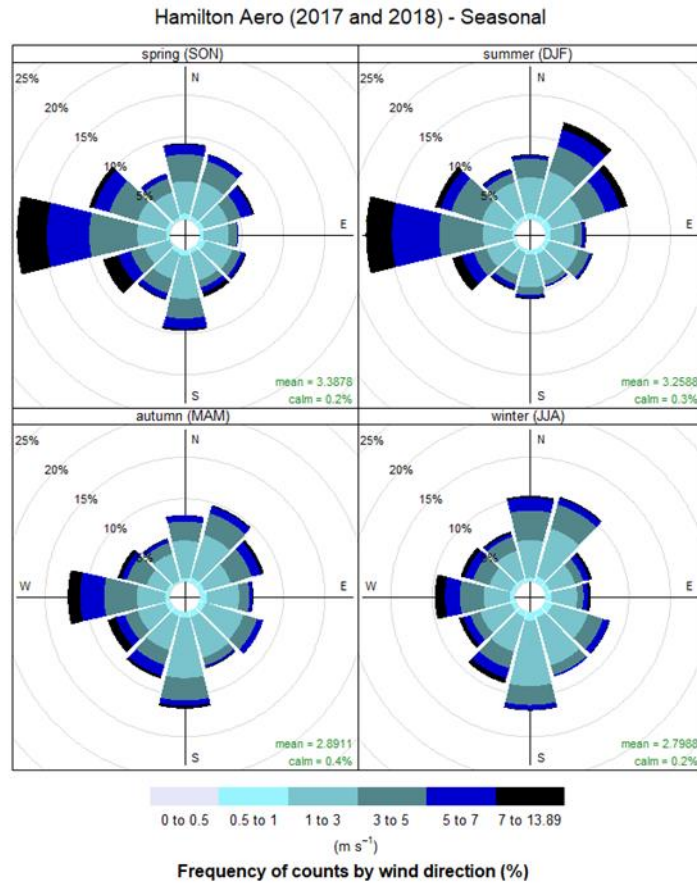 Hamilton Aero (2017 and 2018) - Seasonal
spring (SON)
25%
20%
15%
10%
5%
N
E
S
mean = 3.3878
calm = 0.2%
summer (DJF)
25%
20%
15%
10%
5%
N
E
S
mean = 3.2588
calm = 0.3%
autumn (MAM)
25%
20%
15%
10%
5%
N
W
E
S
mean = 2.8911
calm = 0.4%
winter (JJA)
25%
20%
15%
10%
5%
N
W
E
S
mean = 2.7988
calm = 0.2%
0 to 0.5 0.5 to 1 1 to 3 3 to 5 5 to 7 7 to 13.89
(m s⁻¹)
Frequency of counts by wind direction (%)